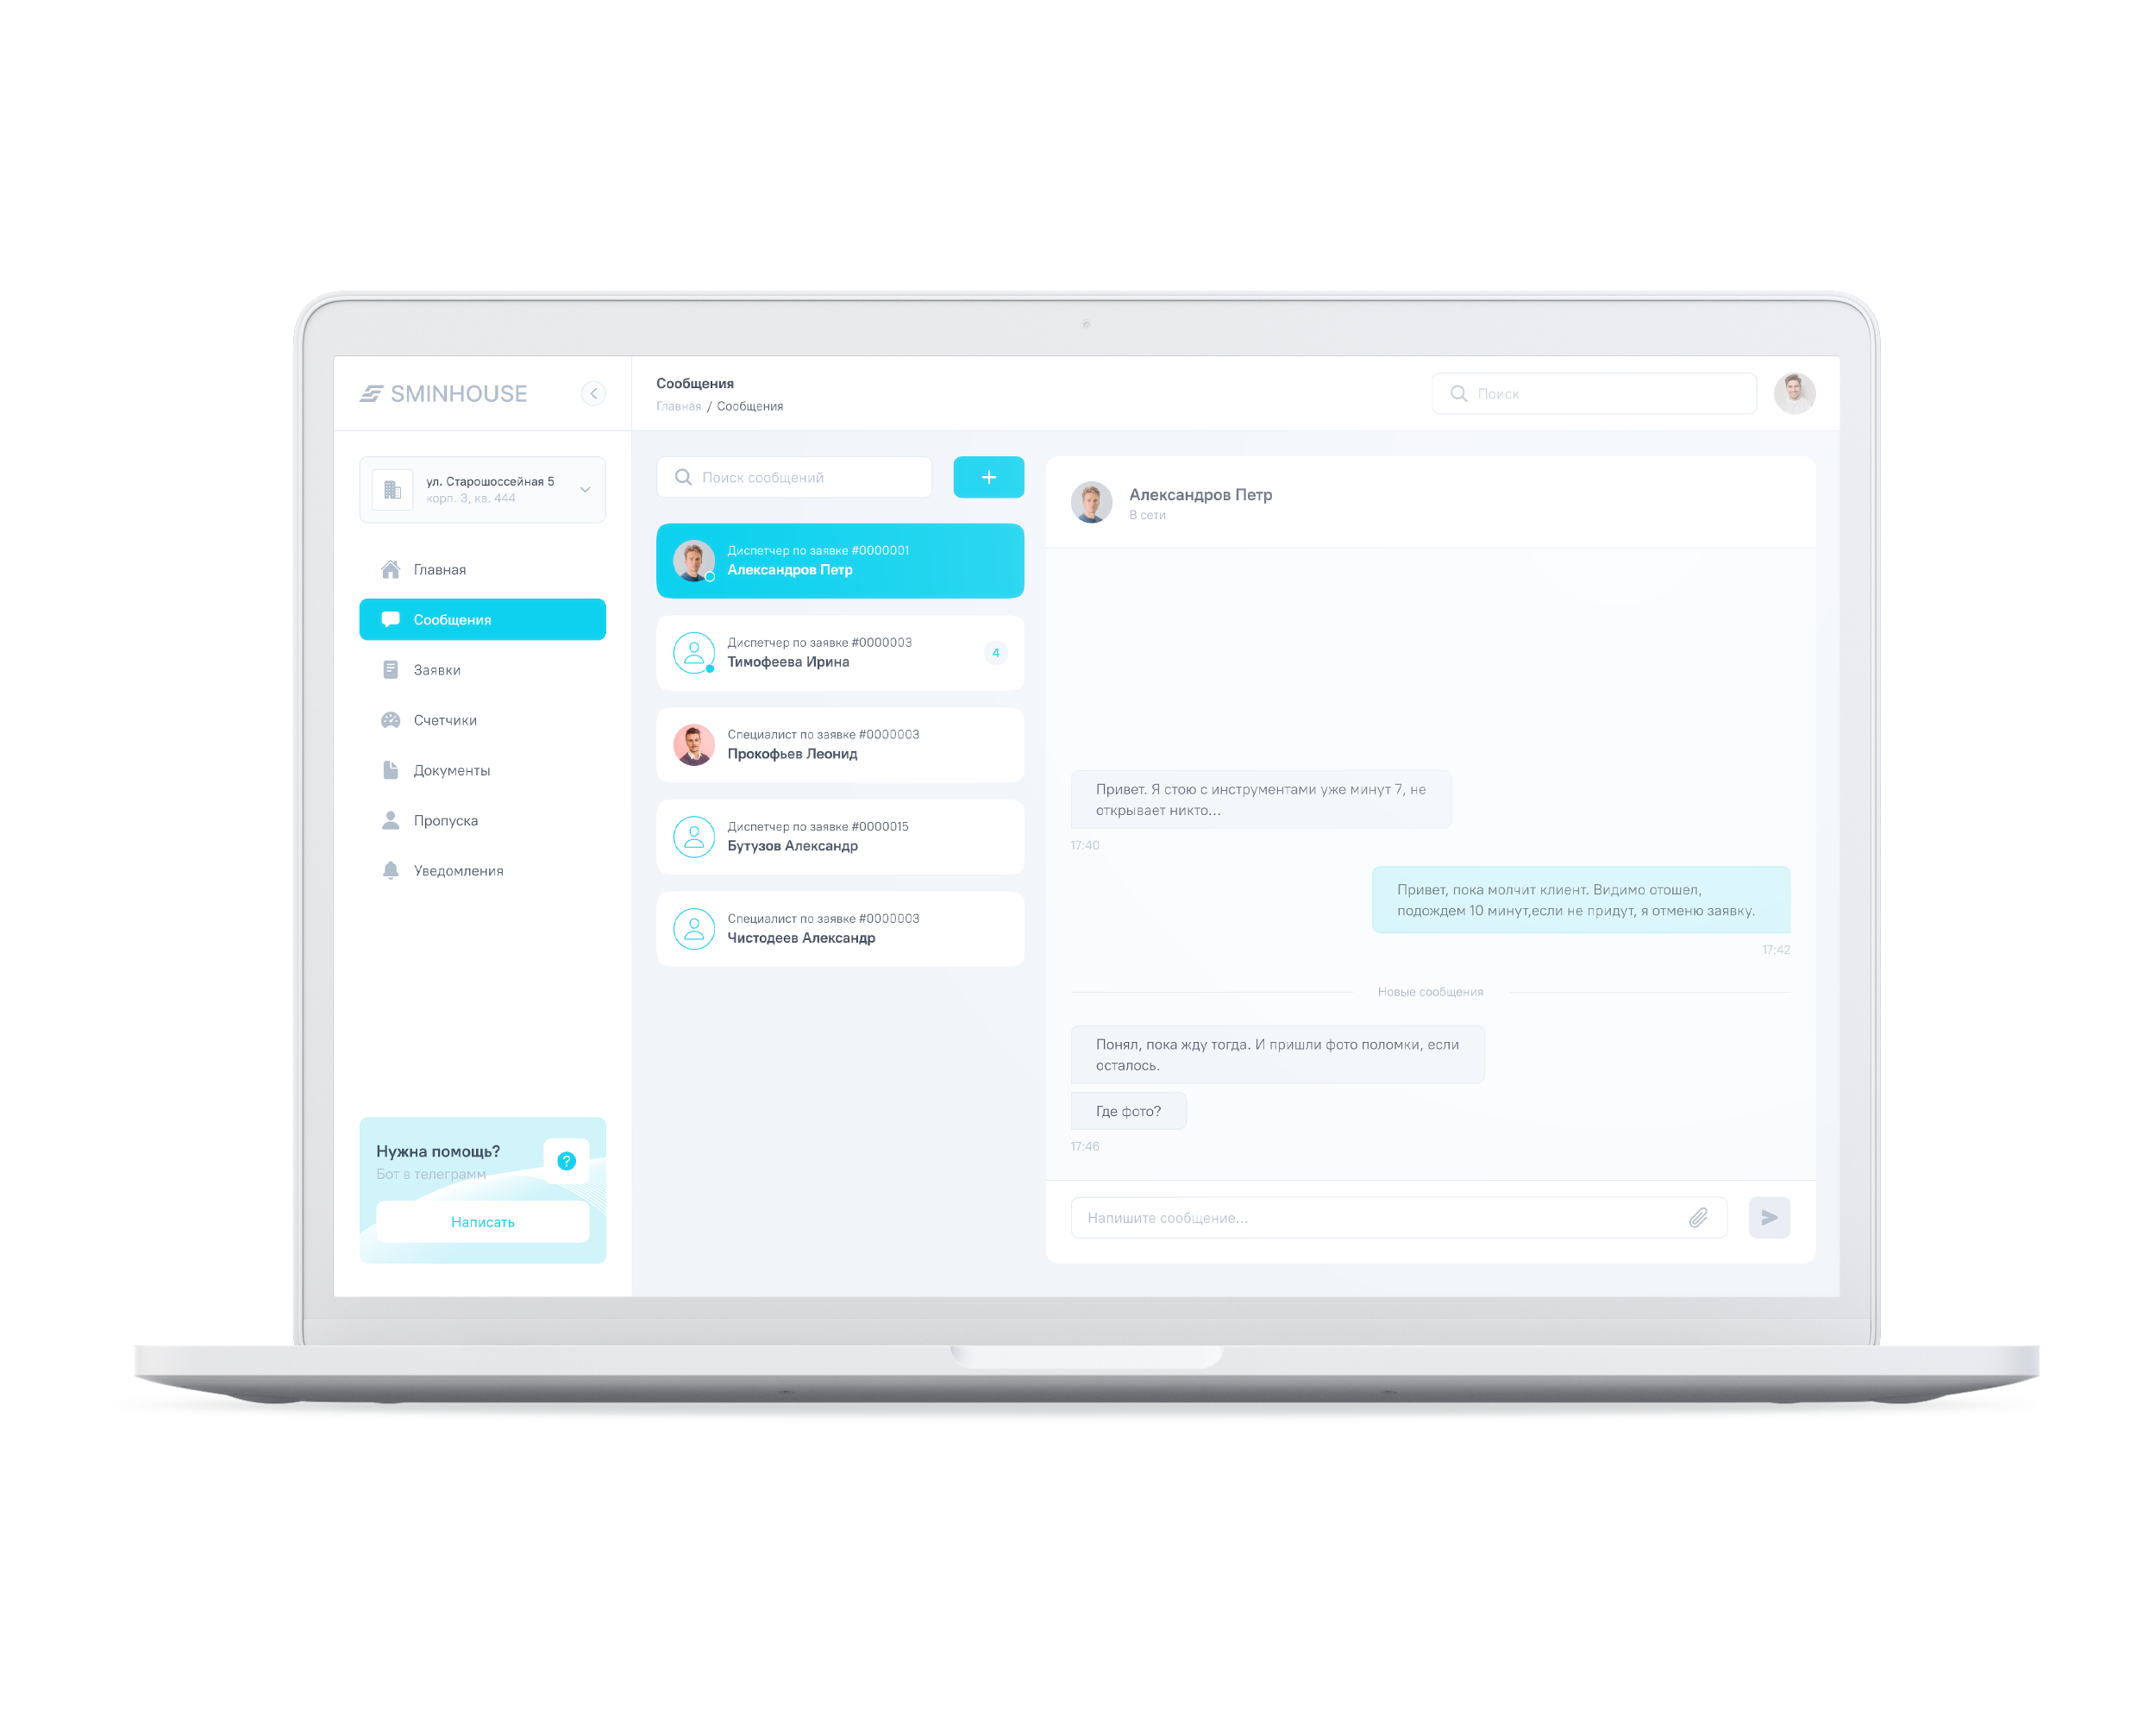 SMINHOUSE
Сообщения
Главная / Сообщения
Поиск
ул. Старошоссейная 5
корп. 3, кв. 444
Главная
Сообщения
Заявки
Счетчики
Документы
Пропуска
Уведомления
Нужна помощь?
Бот в телеграмм
?
Написать
Поиск сообщений
+
Диспетчер по заявке #0000001
Александров Петр
Диспетчер по заявке #0000003
Тимофеева Ирина
4
Специалист по заявке #0000003
Прокофьев Леонид
Диспетчер по заявке #0000015
Бутузов Александр
Специалист по заявке #0000003
Чистодеев Александр
Александров Петр
В сети
Привет. Я стою с инструментами уже минут 7, не
открывает никто...
17:40
Привет, пока молчит клиент. Видимо отошел,
подождем 10 минут,если не придут, я отменю заявку.
17:42
Новые сообщения
Понял, пока жду тогда. И пришли фото поломки, если
осталось.
Где фото?
17:46
Напишите сообщение...